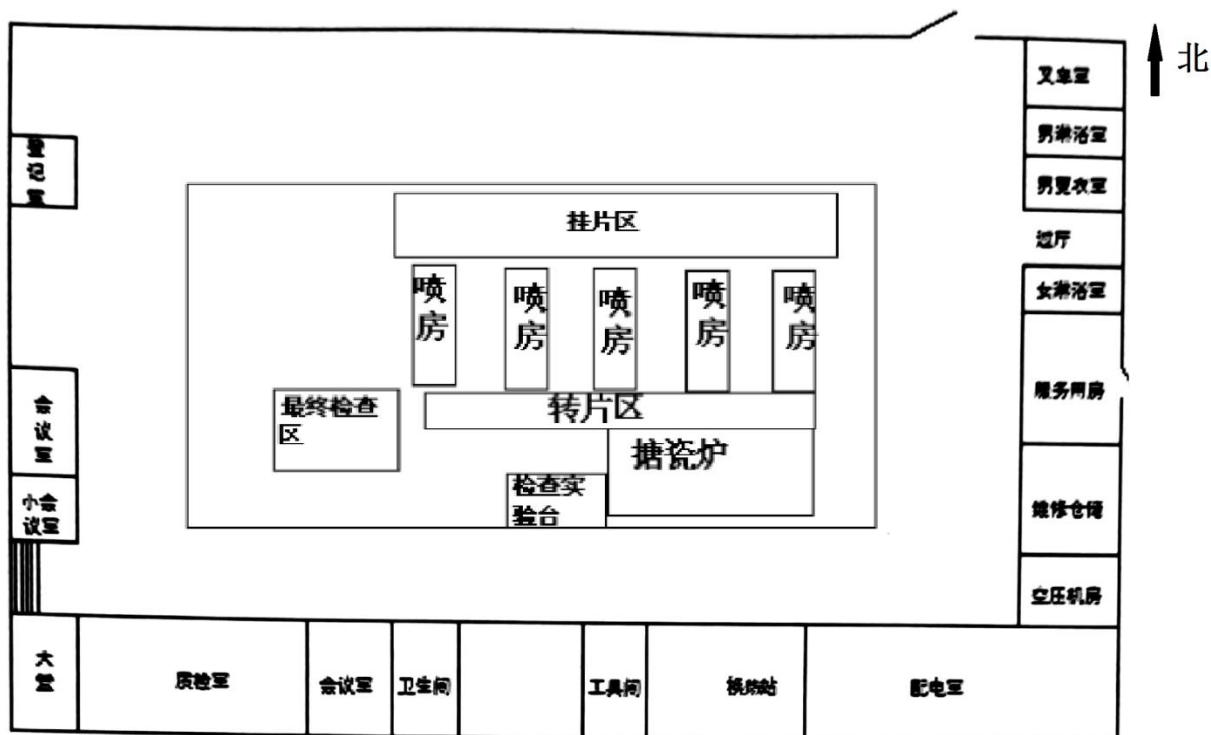 北
叉车室
男淋浴室
男更衣室
过厅
女淋浴室
服务用房
维修仓储
空压机房
登
记
室
挂片区
喷
房
喷
房
喷
房
喷
房
喷
房
最终检查
区
转片区
搪瓷炉
检查实
验台
会
议
室
小会
议室
大
堂
质检室
会议室
卫生间
工具间
换热站
配电室